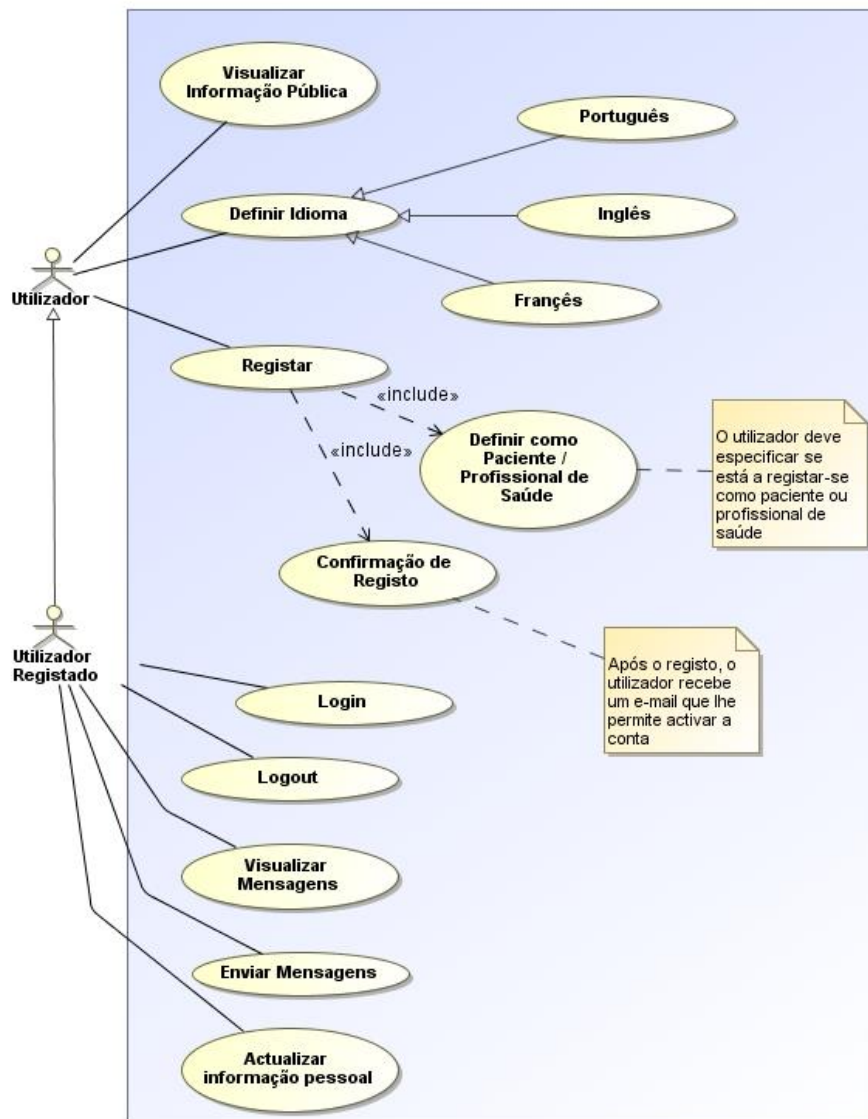 Visualizar
Informação Pública
Português
Definir Idioma
Inglês
Françês
Utilizador
Registar
«include»
«include»
Definir como
Paciente /
Profissional de
Saúde
O utilizador deve
especificar se
está a registar-se
como paciente ou
profissional de
saúde
Confirmação de
Registo
Após o registo, o
utilizador recebe
um e-mail que lhe
permite activar a
conta
Utilizador
Registado
Login
Logout
Visualizar
Mensagens
Enviar Mensagens
Actualizar
informação pessoal